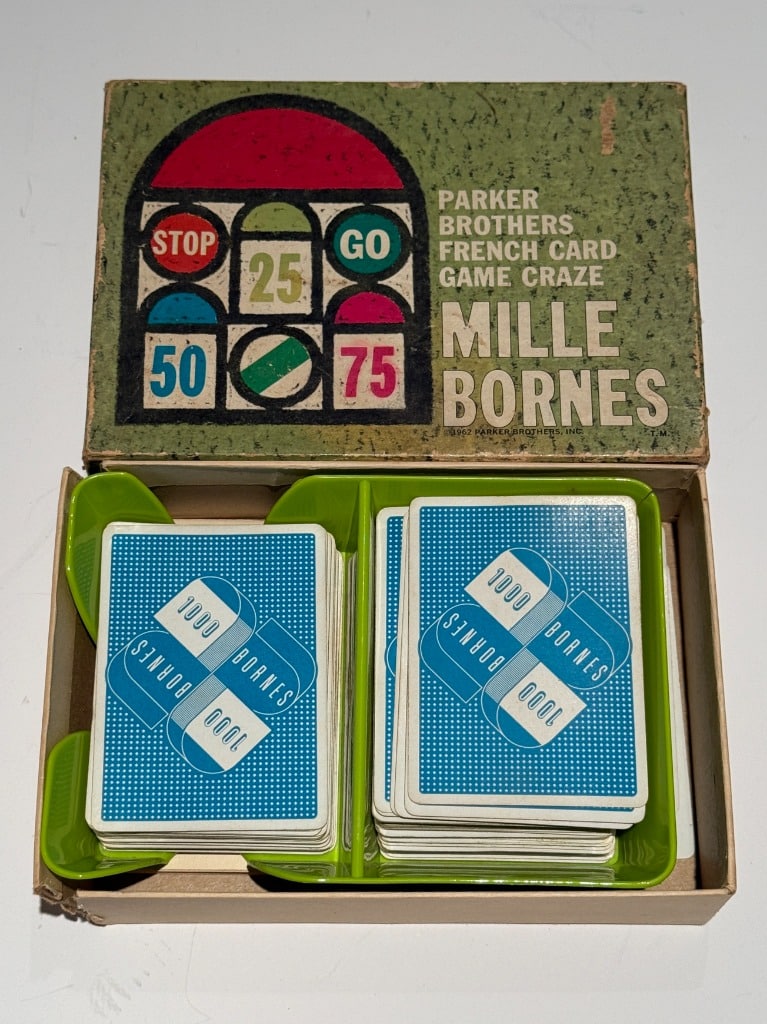 PARKER
BROTHERS
FRENCH CARD
GAME CRAZE
MILLE
BORNES
©1962 PARKER BROTHERS, INC.
T.M.
STOP
25
GO
50
75
1000
BORNES
BORNES
1000
1000
BORNES
BORNES
1000